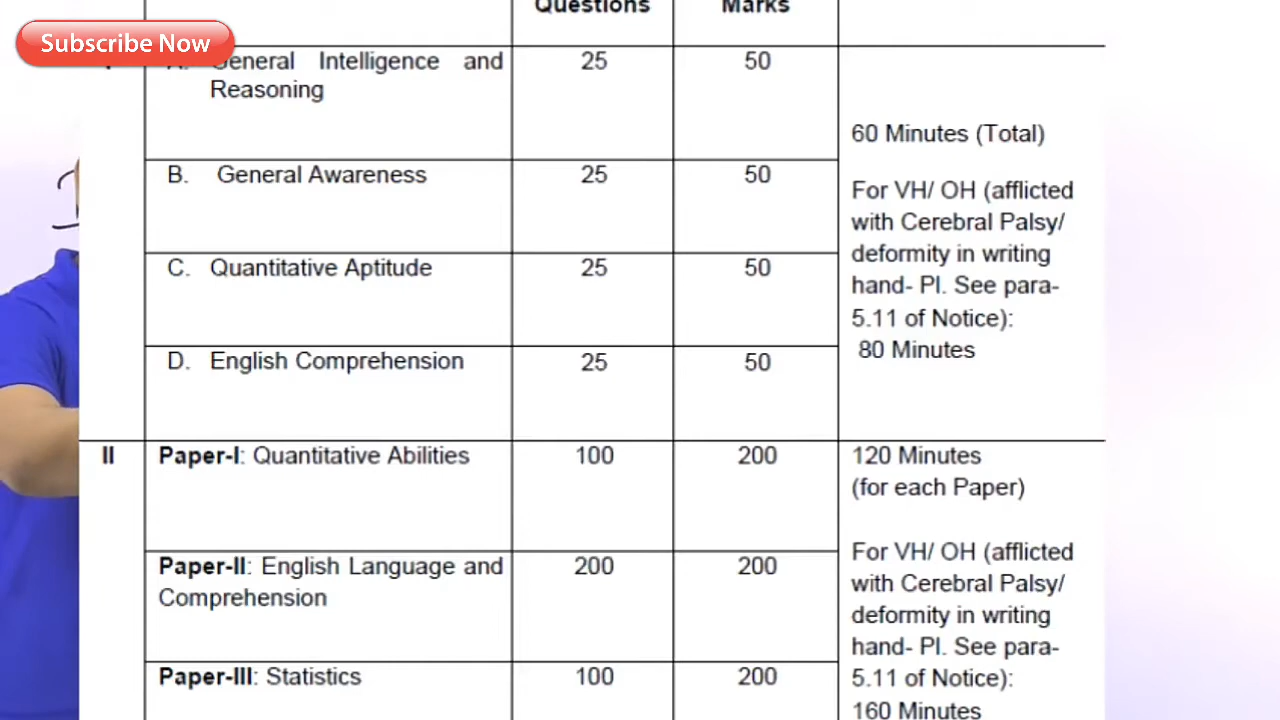 Questions Marks
Subscribe Now
A. General Intelligence and 25 50
Reasoning
60 Minutes (Total)
B. General Awareness 25 50
For VH/ OH (afflicted
with Cerebral Palsy/
deformity in writing
hand- Pl. See para-
5.11 of Notice):
80 Minutes
C. Quantitative Aptitude 25 50
D. English Comprehension 25 50
II Paper-I: Quantitative Abilities 100 200
120 Minutes
(for each Paper)
Paper-II: English Language and 200 200
Comprehension
For VH/ OH (afflicted
with Cerebral Palsy/
deformity in writing
hand- Pl. See para-
5.11 of Notice):
160 Minutes
Paper-III: Statistics 100 200